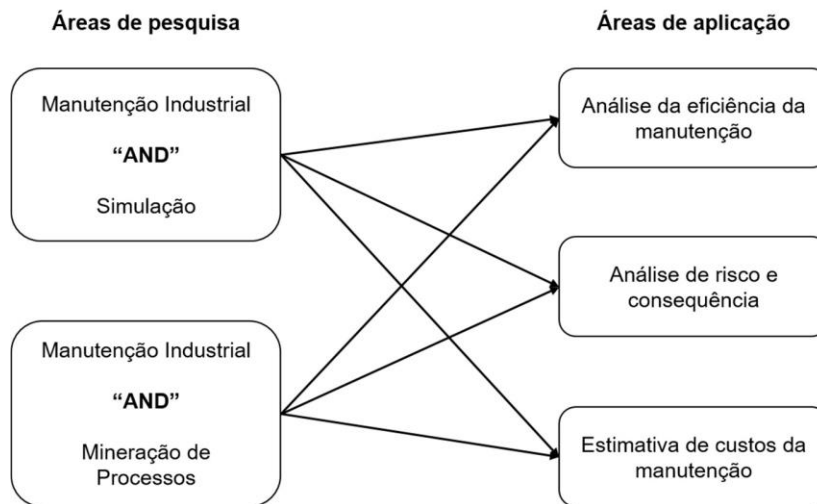 Áreas de pesquisa
Manutenção Industrial
“AND”
Simulação
Manutenção Industrial
“AND”
Mineração de
Processos
Áreas de aplicação
Análise da eficiência da
manutenção
Análise de risco e
consequência
Estimativa de custos da
manutenção